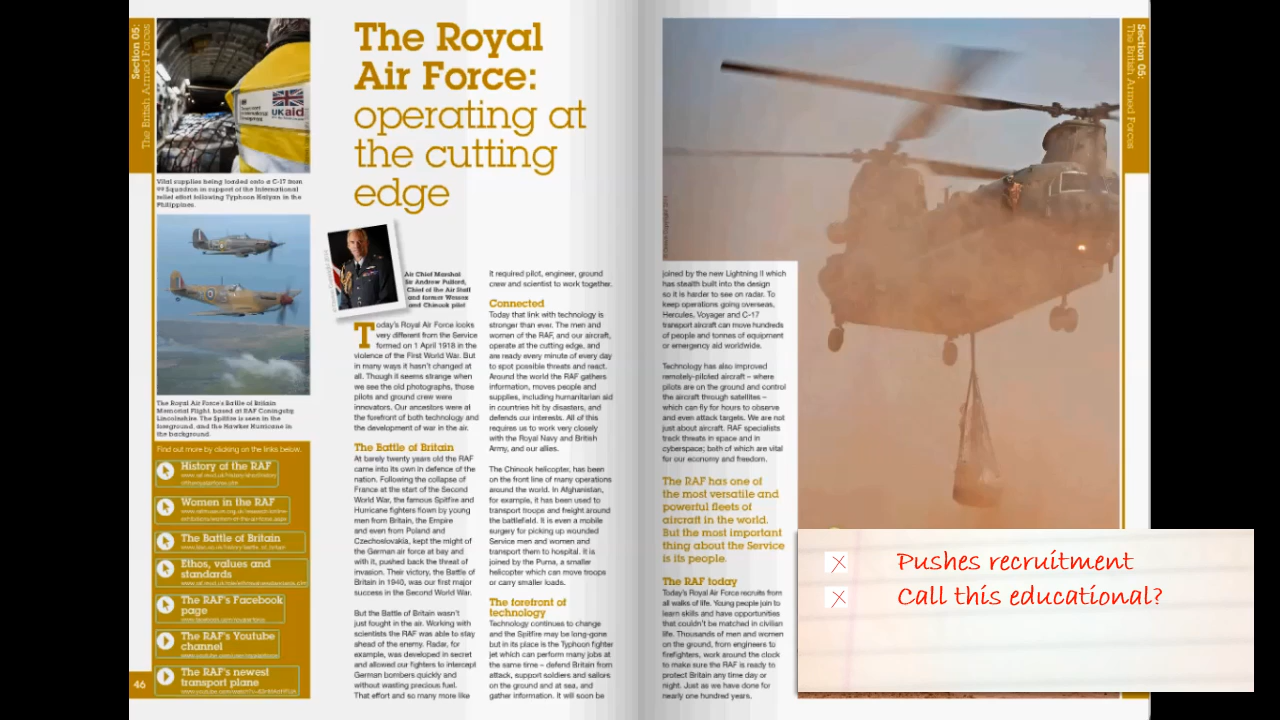 Section 05:
The British Armed Forces
UKaid
Vital supplies being loaded onto a C-17 from
99 Squadron in support of the International
relief effort following Typhoon Haiyan in the
Philippines.
The Royal Air Force's Battle of Britain
Memorial Flight, based at RAF Coningsby,
Lincolnshire. The Spitfire is seen in the
foreground, and the Hawker Hurricane in
the background.
Find out more by clicking on the links below.
History of the RAF
Women in the RAF
The Battle of Britain
Ethos, values and
standards
The RAF's Facebook
page
The RAF's Youtube
channel
The RAF's newest
transport plane
46
The Royal
Air Force:
operating at
the cutting
edge
Air Chief Marshal
Sir Andrew Pulford,
Chief of the Air Staff
and former Wessex
and Chinook pilot
Today's Royal Air Force looks
very different from the Service
formed on 1 April 1918 in the
violence of the First World War. But
in many ways it hasn't changed at
all. Though it seems strange when
we see the old photographs, those
pilots and ground crew were
innovators. Our ancestors were at
the forefront of both technology and
the development of war in the air.
The Battle of Britain
At barely twenty years old the RAF
came into its own in defence of the
nation. Following the collapse of
France at the start of the Second
World War, the famous Spitfire and
Hurricane fighters flown by young
men from Britain, the Empire
and even from Poland and
Czechoslovakia, kept the might of
the German air force at bay and
with it, pushed back the threat of
invasion. Their victory, the Battle of
Britain in 1940, was our first major
success in the Second World War.
But the Battle of Britain wasn't
just fought in the air. Working with
scientists the RAF was able to stay
ahead of the enemy. Radar, for
example, was developed in secret
and allowed our fighters to intercept
German bombers quickly and
without wasting precious fuel.
That effort and so many more like
it required pilot, engineer, ground
crew and scientist to work together.
Connected
Today that link with technology is
stronger than ever. The men and
women of the RAF, and our aircraft,
operate at the cutting edge, and
are ready every minute of every day
to spot possible threats and react.
Around the world the RAF gathers
information, moves people and
supplies, including humanitarian aid
in countries hit by disasters, and
defends our interests. All of this
requires us to work very closely
with the Royal Navy and British
Army, and our allies.
The Chinook helicopter, has been
on the front line of many operations
around the world. In Afghanistan,
for example, it has been used to
transport troops and freight around
the battlefield. It is even a mobile
surgery for picking up wounded
Service men and women and
transport them to hospital. It is
joined by the Puma, a smaller
helicopter which can move troops
or carry smaller loads.
The forefront of
technology
Technology continues to change
and the Spitfire may be long-gone
but in its place is the Typhoon fighter
jet which can perform many jobs at
the same time – defend Britain from
attack, support soldiers and sailors
on the ground and at sea, and
gather information. It will soon be
joined by the new Lightning II which
has stealth built into the design
so it is harder to see on radar. To
keep operations going overseas,
Hercules, Voyager and C-17
transport aircraft can move hundreds
of people and tonnes of equipment
or emergency aid worldwide.
Technology has also improved
remotely-piloted aircraft – where
pilots are on the ground and control
the aircraft through satellites –
which can fly for hours to observe
and even attack targets. We are not
just about aircraft. RAF specialists
track threats in space and in
cyberspace; both of which are vital
for our economy and freedom.
The RAF has one of
the most versatile and
powerful fleets of
aircraft in the world.
But the most important
thing about the Service
is its people.
The RAF today
Today's Royal Air Force recruits from
all walks of life. Young people join to
learn skills and have opportunities
that couldn't be matched in civilian
life. Thousands of men and women
on the ground, from engineers to
firefighters, work around the clock
to make sure the RAF is ready to
protect Britain any time day or
night. Just as we have done for
nearly one hundred years.
Section 05:
The British Armed Forces
Pushes recruitment
Call this educational?